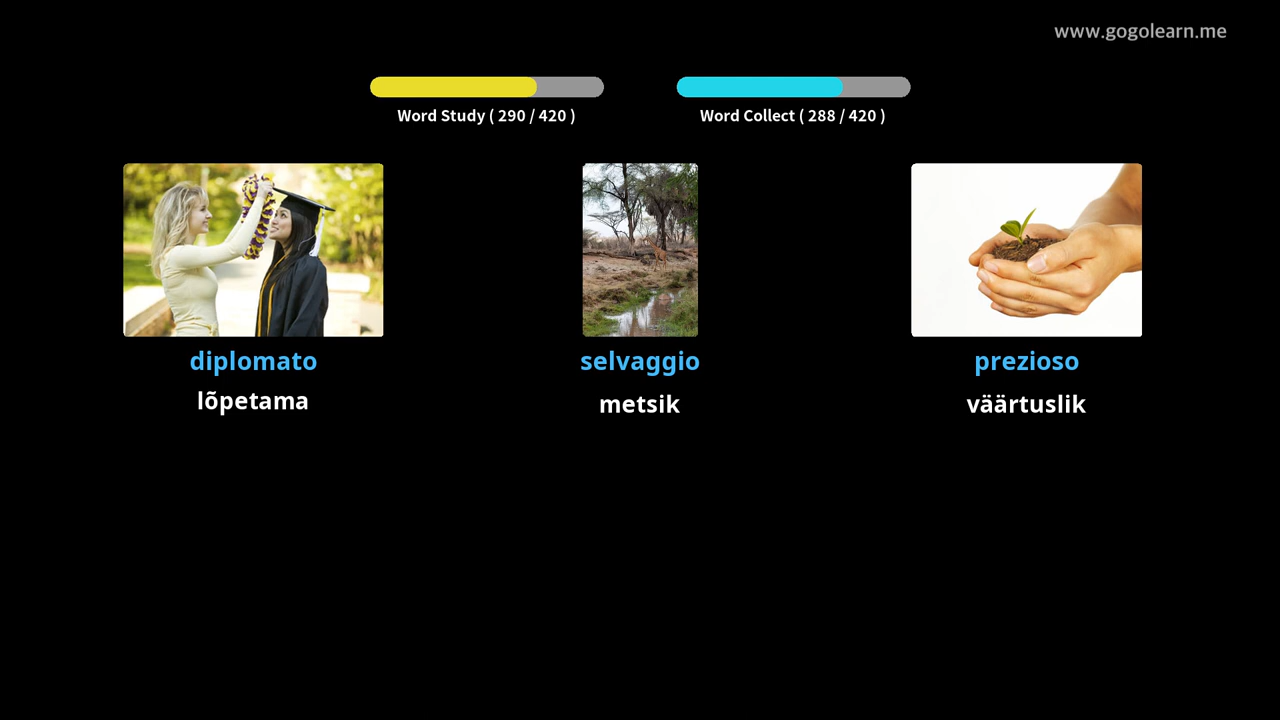 www.gogolearn.me
Word Study ( 290 / 420 )
Word Collect ( 288 / 420 )
diplomato
selvaggio
prezioso
lõpetama
metsik
väärtuslik